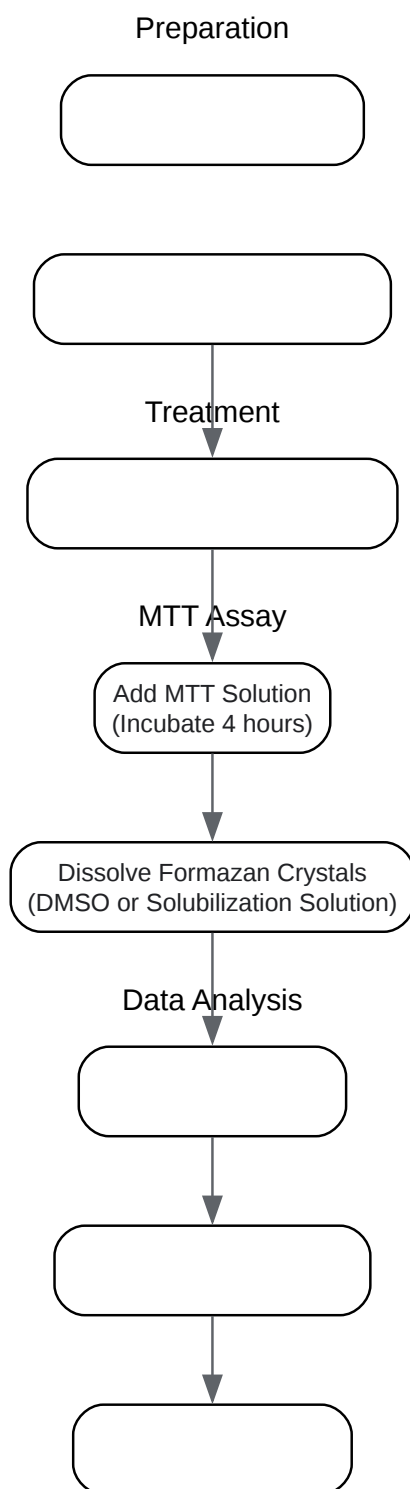 Preparation
Treatment
MTT Assay
Add MTT Solution
(Incubate 4 hours)
Dissolve Formazan Crystals
(DMSO or Solubilization Solution)
Data Analysis